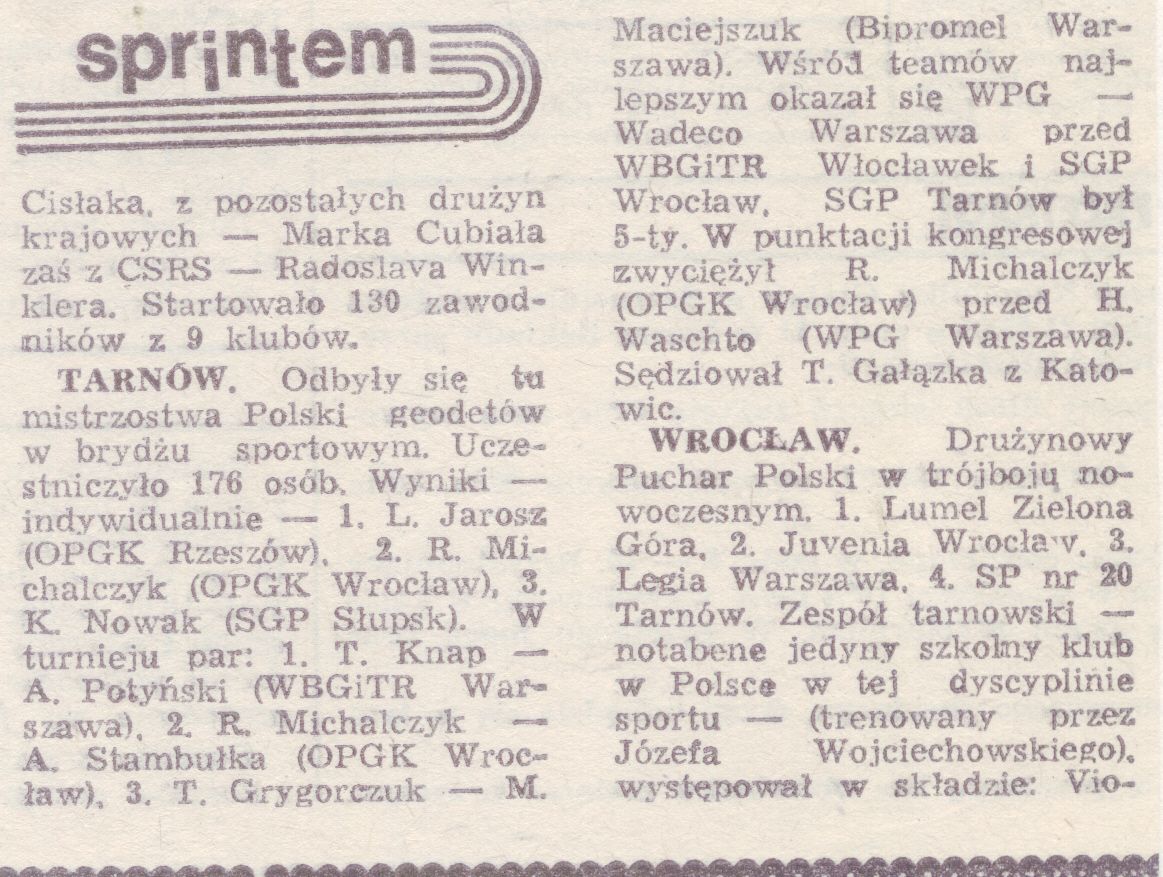 sprintem
Cisłaka, z pozostałych drużyn
krajowych — Marka Cubiała
zaś z CSRS — Radoslava Win-
klera. Startowało 130 zawod-
ników z 9 klubów.
TARNÓW. Odbyły się tu
mistrzostwa Polski geodetów
w brydżu sportowym. Ucze-
stniczyło 176 osób. Wyniki —
indywidualnie — 1. L. Jarosz
(OPGK Rzeszów), 2. R. Mi-
chalczyk (OPGK Wrocław), 3.
K. Nowak (SGP Słupsk). W
turnieju par: 1. T. Knap —
A. Potyński (WBGiTR War-
szawa), 2. R. Michalczyk —
A. Stambułka (OPGK Wroc-
ław), 3. T. Grygorczuk — M.
Maciejszuk (Bipromel War-
szawa). Wśród teamów naj-
lepszym okazał się WPG —
Wadeco Warszawa przed
WBGiTR Włocławek i SGP
Wrocław. SGP Tarnów był
5-ty. W punktacji kongresowej
zwyciężył R. Michalczyk
(OPGK Wrocław) przed H.
Waschto (WPG Warszawa).
Sędziował T. Gałązka z Kato-
wic.
WROCŁAW. Drużynowy
Puchar Polski w trójboju no-
woczesnym. 1. Lumel Zielona
Góra, 2. Juvenia Wrocław, 3.
Legia Warszawa, 4. SP nr 20
Tarnów. Zespół tarnowski —
notabene jedyny szkolny klub
w Polsce w tej dyscyplinie
sportu — (trenowany przez
Józefa Wojciechowskiego),
występował w składzie: Vio-